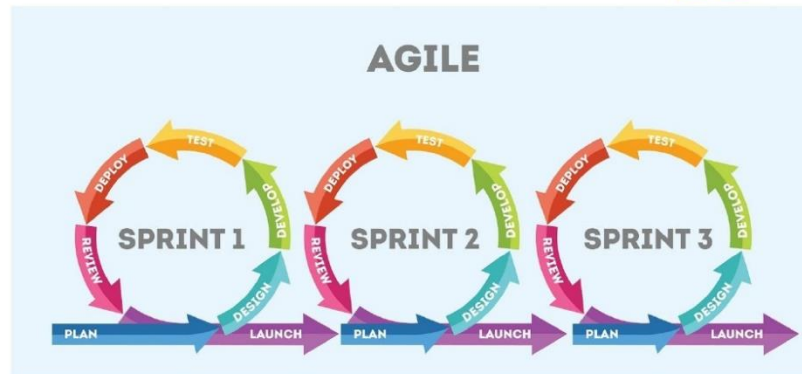 AGILE
TEST
TEST
TEST
DEPLOY
DEPLOY
DEPLOY
DEVELOP
DEVELOP
DEVELOP
SPRINT 1
SPRINT 2
SPRINT 3
REVIEW
REVIEW
REVIEW
DESIGN
DESIGN
DESIGN
PLAN
LAUNCH
PLAN
LAUNCH
PLAN
LAUNCH